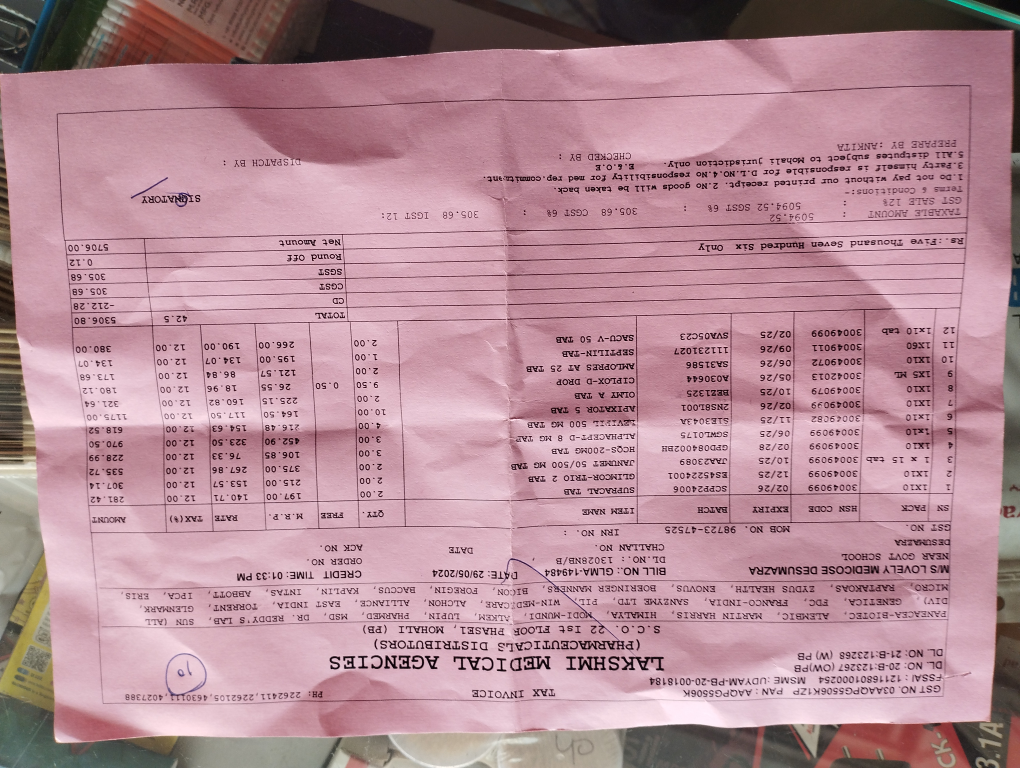 GST NO. 03AAQPG5506K1ZP PAN : AAQPG5506K
TAX INVOICE
PH: 2262411,2262105,4630111,4027388
FSSAI : 12116801000254 MSME :UDYAM-PB-20-0018184
DL NO: 20-B:123267 (OW)PB
DL NO: 21-B:123268 (W) PB
LAKSHMI MEDICAL AGENCIES
10
(PHARMACEUTICALS DISTRIBUTORS)
S.C.O. 22 1st FLOOR PHASE1, MOHALI (PB)
PANACEA-BIOTEC, ALEMBIC, MARTIN HARRIS, HIMALYA, MODI-MUNDI, ALKEM, LUPIN, PHARMED, MSD, DR. REDDY'S LAB, SUN (ALL
DIV) GENETICA, FDC, FRANCO-INDIA, SANZYME LTD, PIL, WIN-MEDICARE, ALCHON, ALLIANCE, EAST INDIA, TORRENT, GLENMARK,
MICRO, RAPTAKOAS, ZYDUS HEALTH, ENOVUS, BOERINGER MANNERS, BICON, FOREGIN, BACCUS, KAPLIN, INTAS, ABBOTT, IPCA, ERIS,
M/S LOVELY MEDICOSE DESUMAZRA
BILL NO.: GLMA-149484 DATE: 29/05/2024 CREDIT TIME: 01:33 PM
NEAR GOVT SCHOOL
DL.NO.: 13028NB/B,
ORDER NO.
DESUMAZRA
CHALLAN NO. DATE ACK NO.
GST NO. MOB NO. 98723-47525 IRN NO. :
SN PACK HSN CODE EXPIRY BATCH ITEM NAME QTY. FREE M.R.P. RATE TAX(%) AMOUNT
1 1X10 30049099 02/26 SCPP24006 SUPRACAL TAB 2.00 197.00 140.71 12.00 281.42
2 1X10 30049099 12/25 E45224001 GLIMCOR-TRIO 2 TAB 2.00 215.00 153.57 12.00 307.14
3 1 x 15 tab 30049099 10/25 JAAZ3089 JANUMET 50/500 MG TAB 2.00 375.00 267.86 12.00 535.72
4 1X10 30049099 02/28 GPD084002BH HCQS-200MG TAB 3.00 106.85 76.33 12.00 228.99
5 1x10 30049099 06/25 SGML0175 ALPHACEPT-D 8 MG TAB 3.00 452.90 323.50 12.00 970.50
6 1x10 30049099 10/25 S1E3043A LEVIPIL 500 MG TAB 4.00 216.48 154.63 12.00 618.52
7 1X10 30049099 02/26 2NS8L001 APIXATOR 5 TAB 10.00 164.50 117.50 12.00 1175.00
8 1X10 30049079 10/25 BEZ1325 OLMY A TAB 2.00 225.15 160.82 12.00 321.64
9 1X5 ML 30042013 05/26 AO30644 CIPLOX-D DROP 9.50 0.50 26.55 18.96 12.00 180.12
10 1X10 30049072 06/26 SA31586 AMLOPRES AT 25 TAB 2.00 121.57 86.84 12.00 173.68
11 1X60 30049011 09/26 111231027 SEPTILIN-TAB 1.00 195.00 134.07 12.00 134.07
12 1x10 tab 30049099 02/25 SVA05C23 SACU-V 50 TAB 2.00 266.00 190.00 12.00 380.00
TOTAL 42.5 5306.80
CD -212.28
CGST 305.68
SGST 305.68
Round Off 0.12
Rs.:Five Thousand Seven Hundred Six Only Net Amount 5706.00
TAXABLE AMOUNT : 5094.52
GST SALE 12% : 5094.52 SGST 6% : 305.68 CGST 6% : 305.68 IGST 12:
Terms & Conditions:-
1.Do not pay without our printed receipt. 2.No goods will be taken back.
3.Party himself is responsible for D.L.NO.4.No responsibility for med rep.commitment.
5.All distputes subject to Mohali jurisdiction only. E.&.O.E
SIGNATORY
PREPARE BY :ANKITA CHECKED BY : DISPATCH BY :